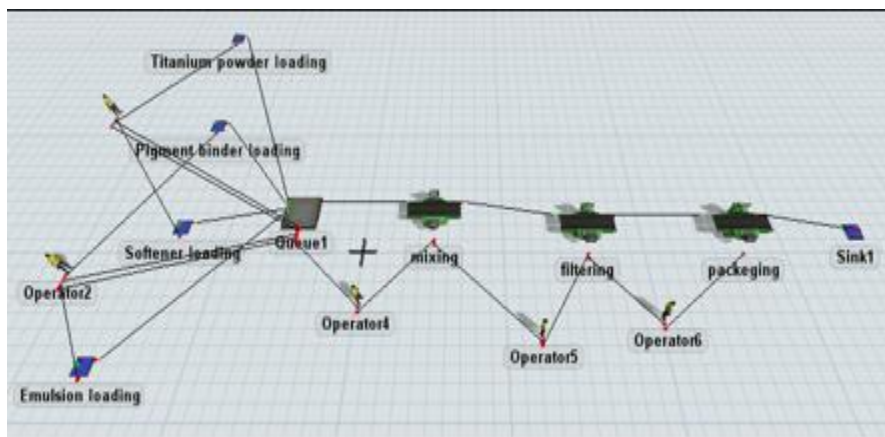 Titanium powder loading
Pigment binder loading
Softener loading
Queue1
Operator2
mixing
filtering
packeging
Sink1
Operator4
Operator5
Operator6
Emulsion loading